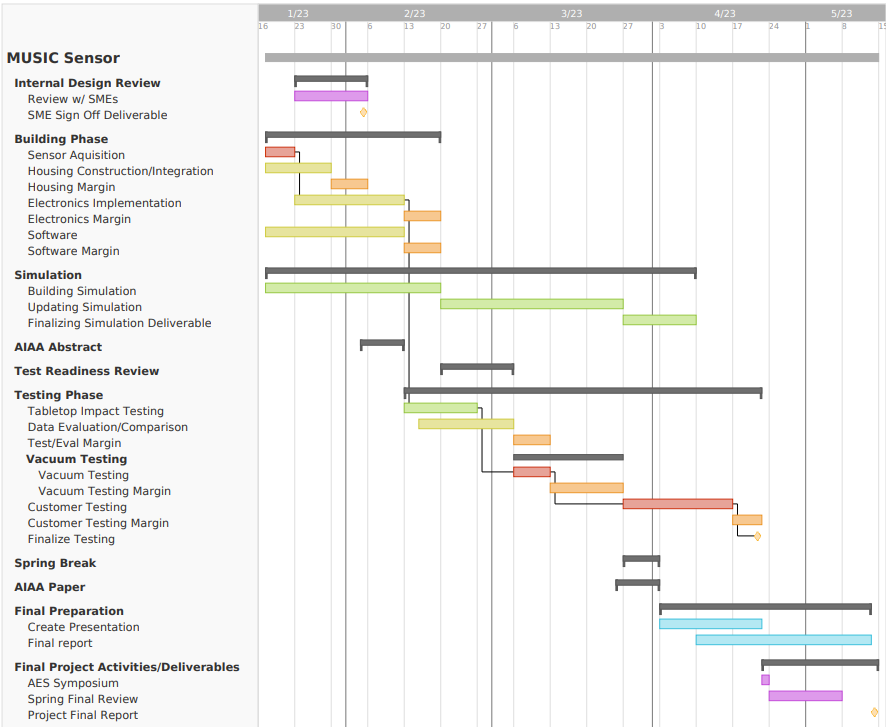 1/23 2/23 3/23 4/23 5/23
16 23 30 6 13 20 27 6 13 20 27 3 10 17 24 1 8 15
MUSIC Sensor
Internal Design Review
Review w/ SMEs
SME Sign Off Deliverable
Building Phase
Sensor Aquisition
Housing Construction/Integration
Housing Margin
Electronics Implementation
Electronics Margin
Software
Software Margin
Simulation
Building Simulation
Updating Simulation
Finalizing Simulation Deliverable
AIAA Abstract
Test Readiness Review
Testing Phase
Tabletop Impact Testing
Data Evaluation/Comparison
Test/Eval Margin
Vacuum Testing
Vacuum Testing
Vacuum Testing Margin
Customer Testing
Customer Testing Margin
Finalize Testing
Spring Break
AIAA Paper
Final Preparation
Create Presentation
Final report
Final Project Activities/Deliverables
AES Symposium
Spring Final Review
Project Final Report